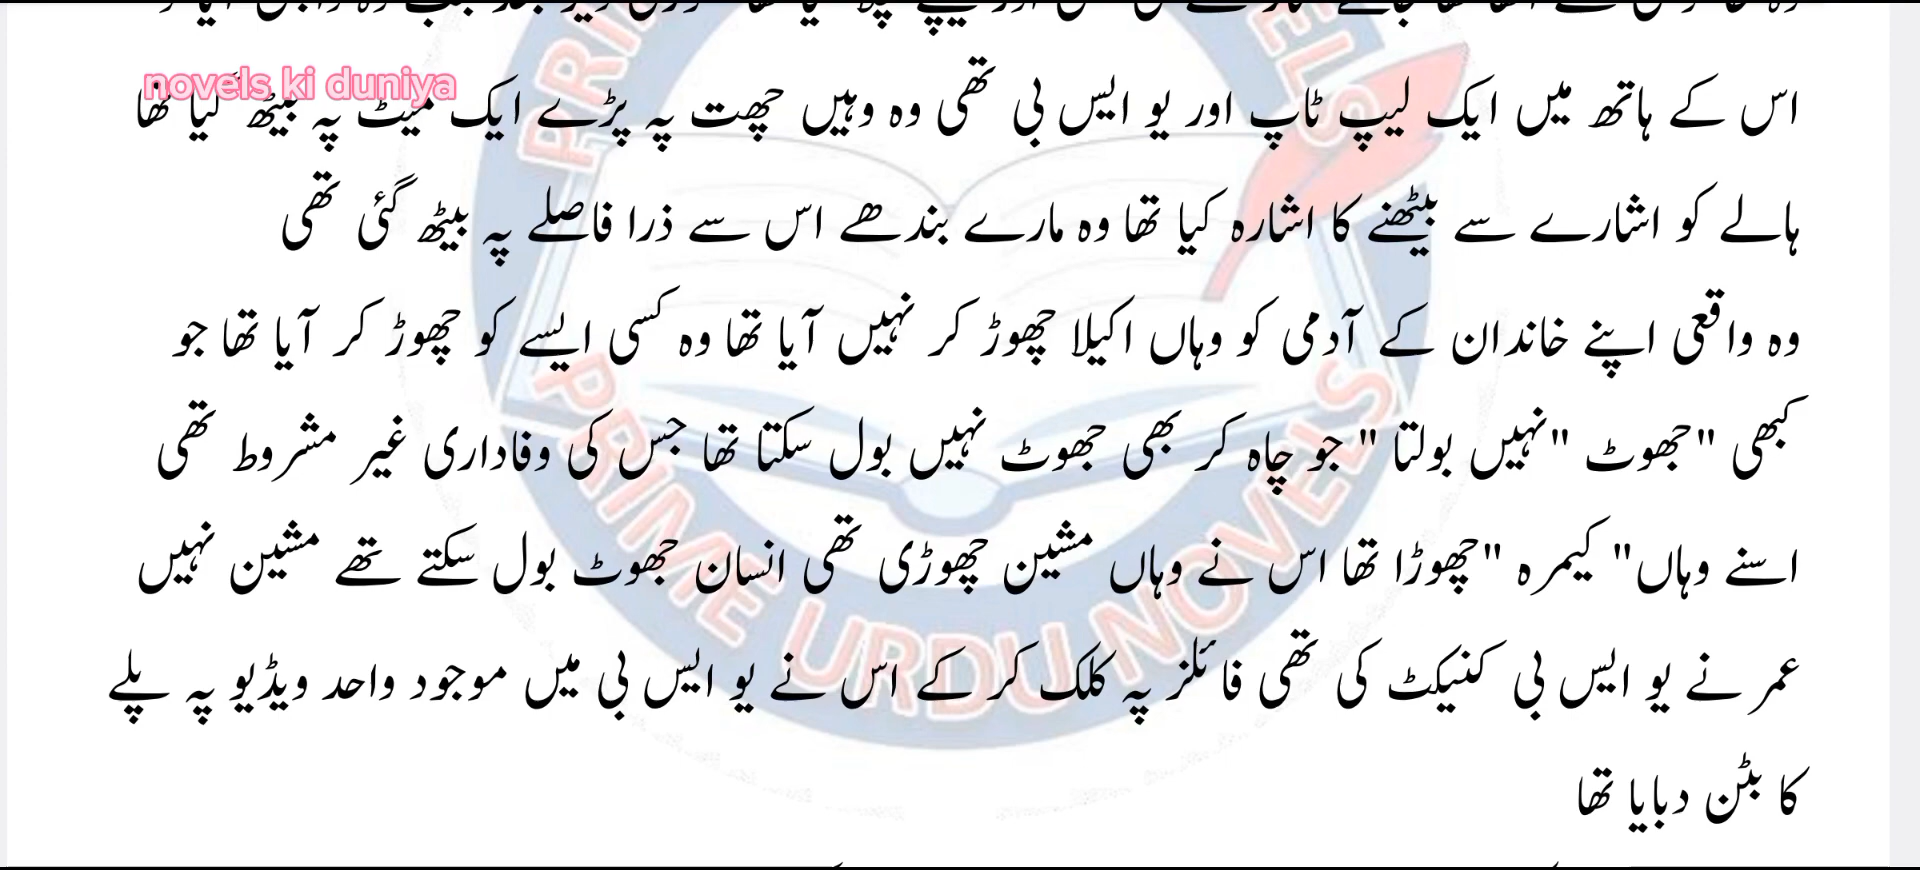 novels ki duniya
اس کے ہاتھ میں ایک لیپ ٹاپ اور یو ایس بی تھی وہ وہیں چھت پہ پڑے ایک میٹ پہ بیٹھ گیا تھا
ہالے کو اشارے سے بیٹھنے کا اشارہ کیا تھا وہ مارے بندھے اس سے ذرا فاصلے پہ بیٹھ گئی تھی
وہ واقعی اپنے خاندان کے آدمی کو وہاں اکیلا چھوڑ کر نہیں آیا تھا وہ کسی ایسے کو چھوڑ کر آیا تھا جو
کبھی "جھوٹ "نہیں بولتا " جو چاہ کر بھی جھوٹ نہیں بول سکتا تھا جس کی وفاداری غیر مشروط تھی
اسنے وہاں" کیمرہ "چھوڑا تھا اس نے وہاں مشین چھوڑی تھی انسان جھوٹ بول سکتے تھے مشین نہیں
عمر نے یو ایس بی کنیکٹ کی تھی فائلز پہ کلک کر کے اس نے یو ایس بی میں موجود واحد ویڈیو پہ پلے
کا بٹن دبایا تھا
PRIME URDU NOVELS